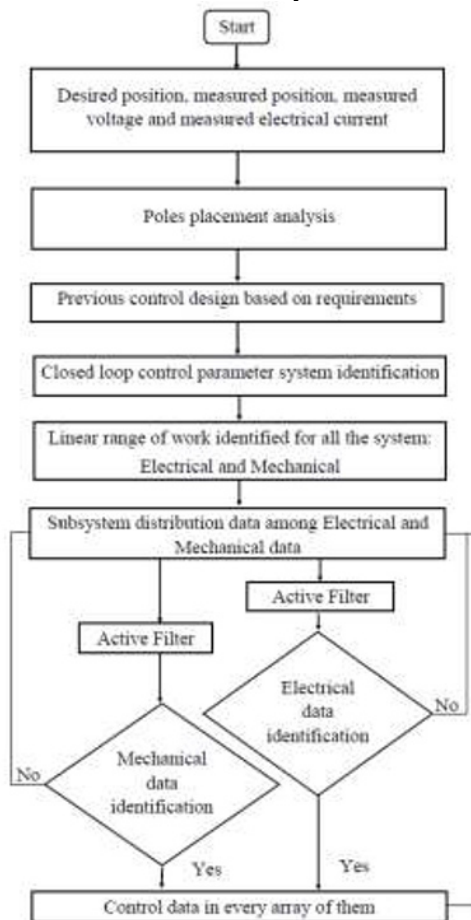 Start
Desired position, measured position, measured
voltage and measured electrical current
Poles placement analysis
Previous control design based on requirements
Closed loop control parameter system identification
Linear range of work identified for all the system:
Electrical and Mechanical
Subsystem distribution data among Electrical and
Mechanical data
Active Filter
Active Filter
Electrical
data
identification
No
Mechanical
data
identification
No
Yes
Yes
Control data in every array of them